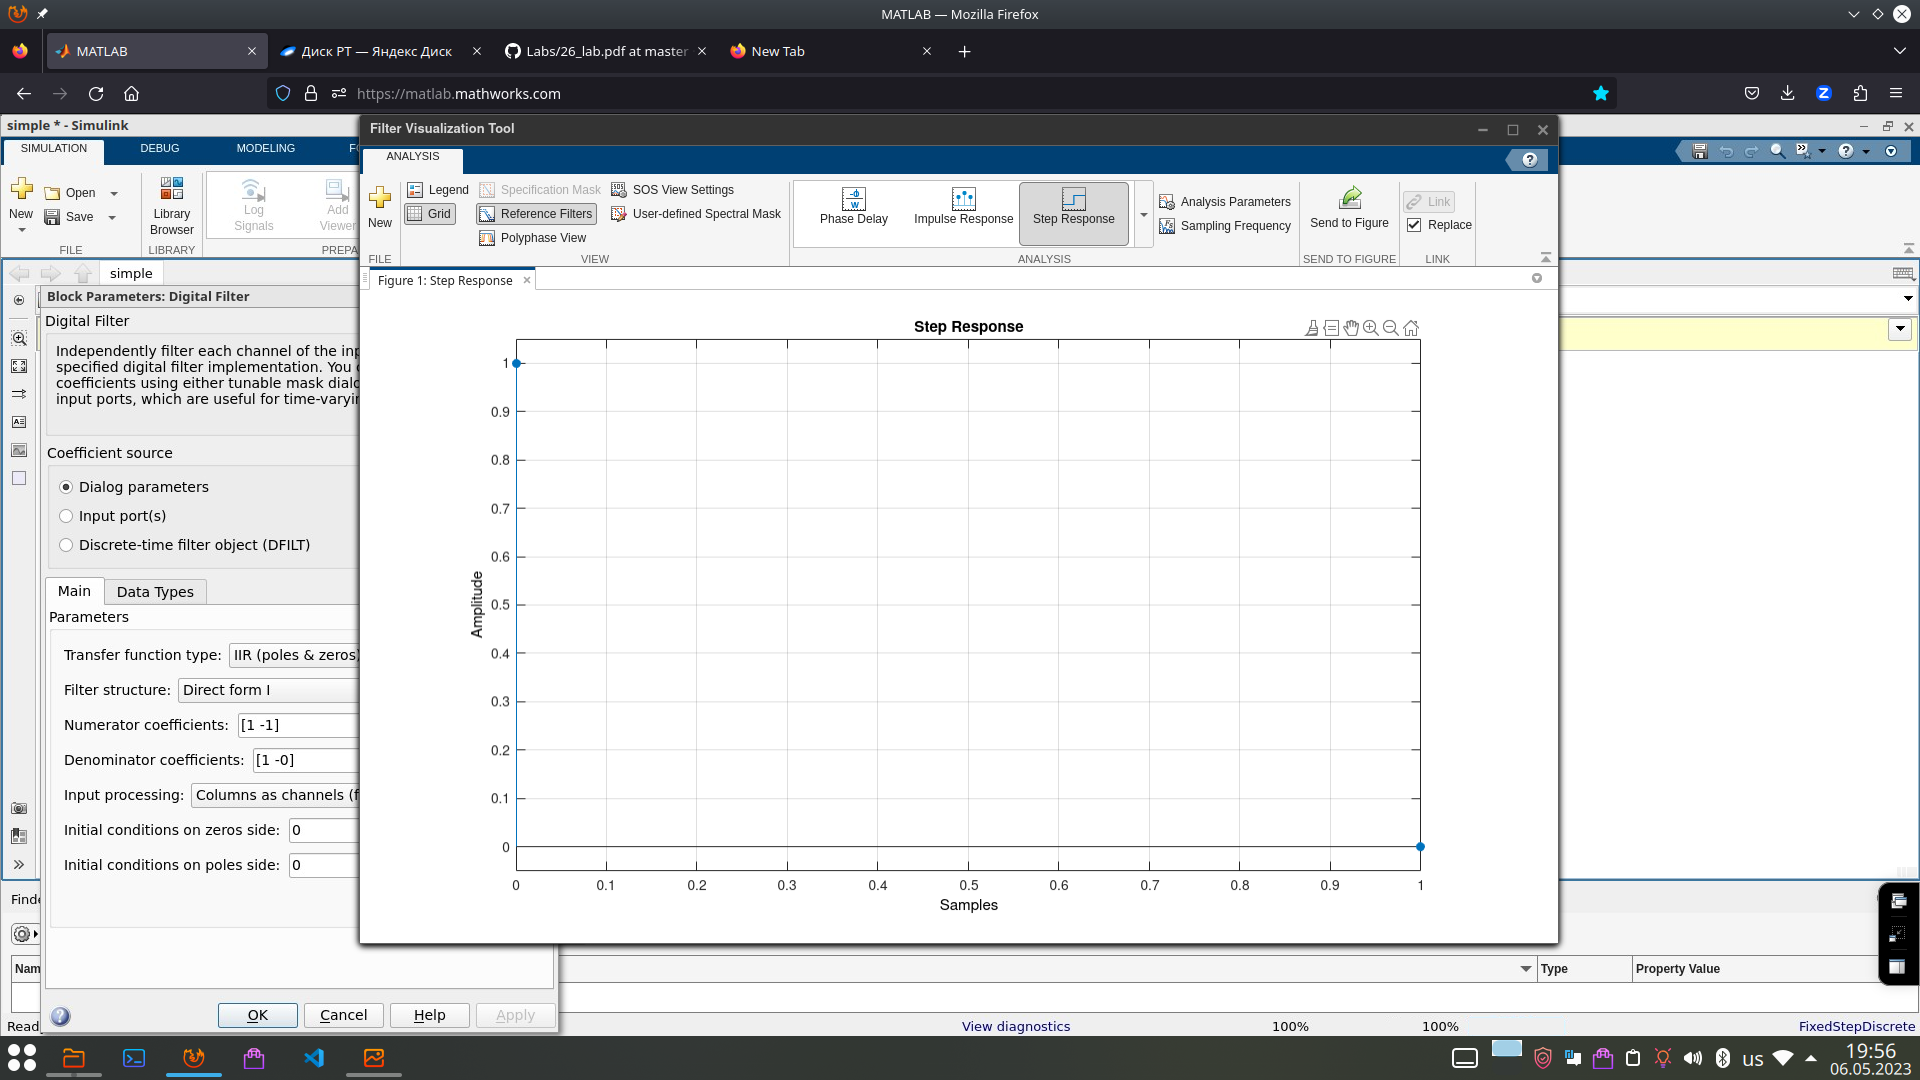 MATLAB — Mozilla Firefox
MATLAB
Диск РТ — Яндекс Диск
Labs/26_lab.pdf at master
New Tab
https://matlab.mathworks.com
simple * - Simulink
SIMULATION DEBUG MODELING
New
Open
Save
FILE
Library Browser
LIBRARY
Log Signals
Add Viewer
PREPA
simple
Filter Visualization Tool
ANALYSIS
New
FILE
Legend
Grid
Specification Mask
Reference Filters
Polyphase View
SOS View Settings
User-defined Spectral Mask
VIEW
Phase Delay
Impulse Response
Step Response
Analysis Parameters
Sampling Frequency
ANALYSIS
Send to Figure
SEND TO FIGURE
Link
Replace
LINK
Figure 1: Step Response
Step Response
Amplitude
1
0.9
0.8
0.7
0.6
0.5
0.4
0.3
0.2
0.1
0
0 0.1 0.2 0.3 0.4 0.5 0.6 0.7 0.8 0.9 1
Samples
Block Parameters: Digital Filter
Digital Filter
Independently filter each channel of the inp
specified digital filter implementation. You
coefficients using either tunable mask dialo
input ports, which are useful for time-varyin
Coefficient source
Dialog parameters
Input port(s)
Discrete-time filter object (DFILT)
Main
Data Types
Parameters
Transfer function type: IIR (poles & zeros)
Filter structure: Direct form I
Numerator coefficients: [1 -1]
Denominator coefficients: [1 -0]
Input processing: Columns as channels (f
Initial conditions on zeros side: 0
Initial conditions on poles side: 0
OK
Cancel
Help
Apply
Finde
Nam
Type
Property Value
Read
View diagnostics
100%
100%
FixedStepDiscrete
us
19:56
06.05.2023